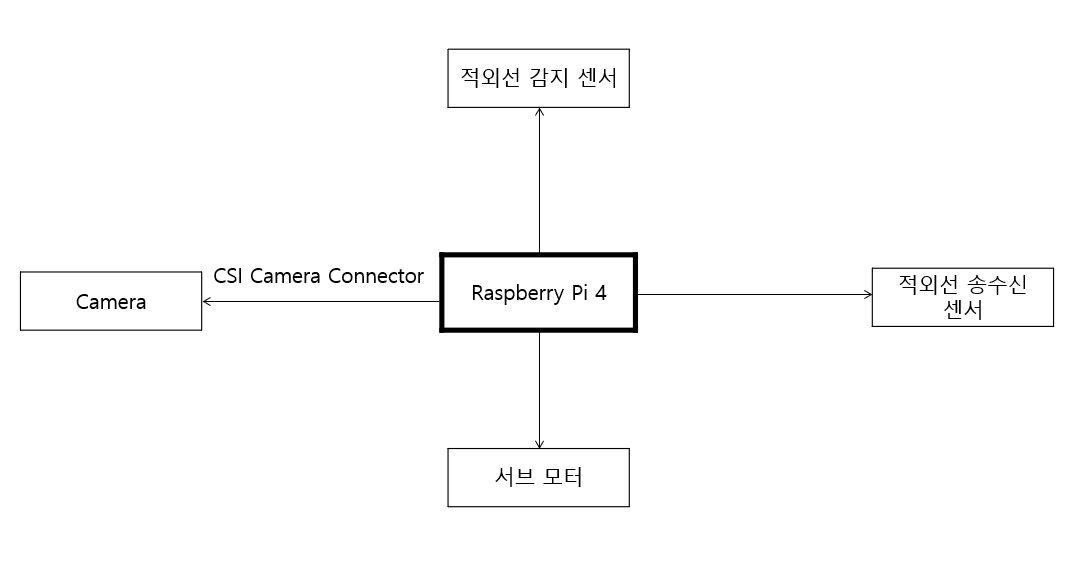 적외선 감지 센서
CSI Camera Connector
Camera
Raspberry Pi 4
적외선 송수신
센서
서브 모터